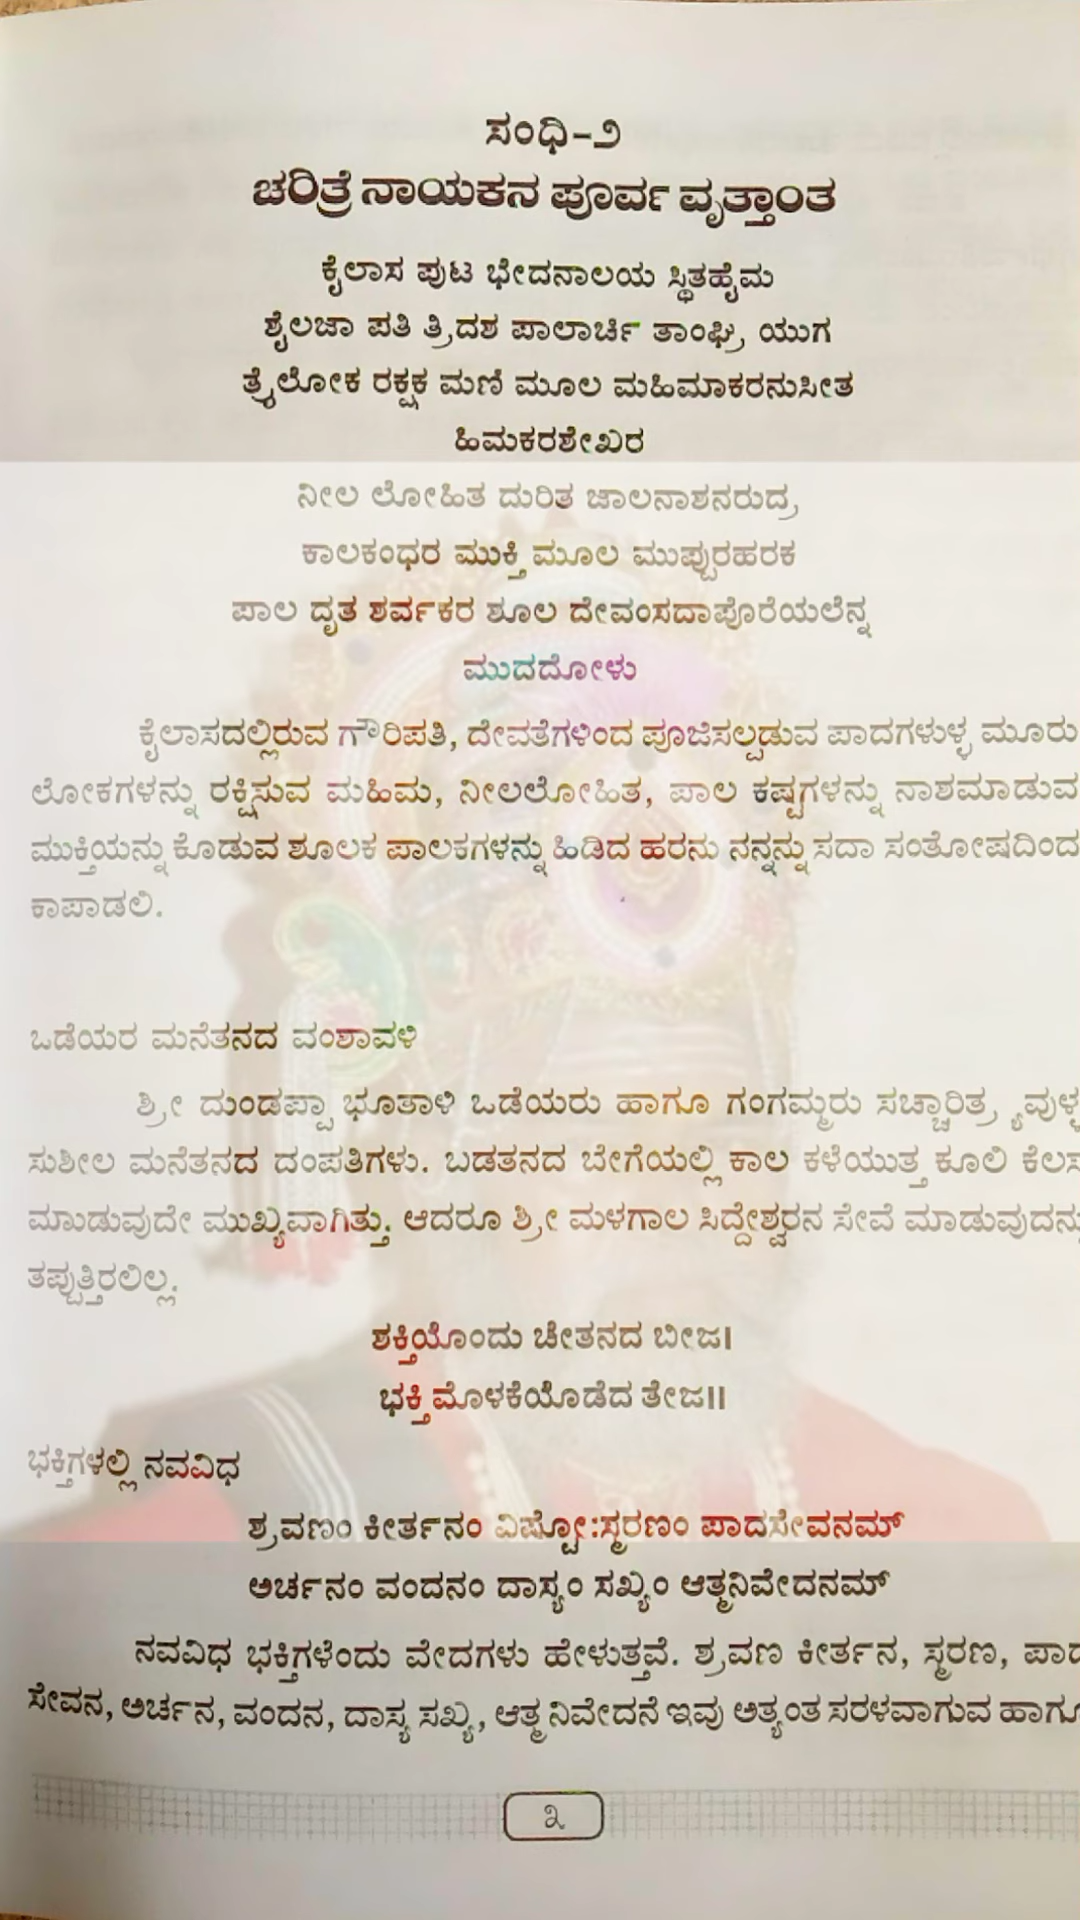 ಸಂಧಿ-೨
ಚರಿತ್ರೆ ನಾಯಕನ ಪೂರ್ವ ವೃತ್ತಾಂತ
ಕೈಲಾಸ ಪುಟ ಭೇದನಾಲಯ ಸ್ಥಿತಹೈಮ
ಶೈಲಜಾ ಪತಿ ತ್ರಿದಶ ಪಾಲಾರ್ಚಿ ತಾಂಘ್ರಿ ಯುಗ
ತ್ರೈಲೋಕ ರಕ್ಷಕ ಮಣಿ ಮೂಲ ಮಹಿಮಾಕರನುಸೀತ
ಹಿಮಕರಶೇಖರ
ನೀಲ ಲೋಹಿತ ದುರಿತ ಜಾಲನಾಶನರುದ್ರ
ಕಾಲಕಂಧರ ಮುಕ್ತಿ ಮೂಲ ಮುಪ್ಪುರಹರಕ
ಪಾಲ ದೃತ ಶರ್ವಕರ ಶೂಲ ದೇವಂಸದಾಪೊರೆಯಲೆನ್ನ
ಮುದದೋಳು
ಕೈಲಾಸದಲ್ಲಿರುವ ಗೌರಿಪತಿ, ದೇವತೆಗಳಿಂದ ಪೂಜಿಸಲ್ಪಡುವ ಪಾದಗಳುಳ್ಳ ಮೂರು
ಲೋಕಗಳನ್ನು ರಕ್ಷಿಸುವ ಮಹಿಮ, ನೀಲಲೋಹಿತ, ಪಾಲ ಕಷ್ಟಗಳನ್ನು ನಾಶಮಾಡುವ
ಮುಕ್ತಿಯನ್ನು ಕೊಡುವ ಶೂಲಕ ಪಾಲಕಗಳನ್ನು ಹಿಡಿದ ಹರನು ನನ್ನನ್ನು ಸದಾ ಸಂತೋಷದಿಂದ
ಕಾಪಾಡಲಿ.
ಒಡೆಯರ ಮನೆತನದ ವಂಶಾವಳಿ
ಶ್ರೀ ದುಂಡಪ್ಪಾ ಭೂತಾಳಿ ಒಡೆಯರು ಹಾಗೂ ಗಂಗಮ್ಮರು ಸಚ್ಚಾರಿತ್ರ್ಯವುಳ್ಳ
ಸುಶೀಲ ಮನೆತನದ ದಂಪತಿಗಳು. ಬಡತನದ ಬೇಗೆಯಲ್ಲಿ ಕಾಲ ಕಳೆಯುತ್ತ ಕೂಲಿ ಕೆಲಸ
ಮಾಡುವುದೇ ಮುಖ್ಯವಾಗಿತ್ತು. ಆದರೂ ಶ್ರೀ ಮಳಗಾಲ ಸಿದ್ದೇಶ್ವರನ ಸೇವೆ ಮಾಡುವುದನು
ತಪ್ಪುತ್ತಿರಲಿಲ್ಲ.
ಶಕ್ತಿಯೊಂದು ಚೇತನದ ಬೀಜ।
ಭಕ್ತಿ ಮೊಳಕೆಯೊಡೆದ ತೇಜ॥
ಭಕ್ತಿಗಳಲ್ಲಿ ನವವಿಧ
ಶ್ರವಣಂ ಕೀರ್ತನಂ ವಿಷ್ಟೋ:ಸ್ಮರಣಂ ಪಾದಸೇವನಮ್
ಅರ್ಚನಂ ವಂದನಂ ದಾಸ್ಯಂ ಸಖ್ಯಂ ಆತ್ಮನಿವೇದನಮ್
ನವವಿಧ ಭಕ್ತಿಗಳೆಂದು ವೇದಗಳು ಹೇಳುತ್ತವೆ. ಶ್ರವಣ ಕೀರ್ತನ, ಸ್ಮರಣ, ಪಾದ
ಸೇವನ, ಅರ್ಚನ, ವಂದನ, ದಾಸ್ಯ ಸಖ್ಯ, ಆತ್ಮ ನಿವೇದನೆ ಇವು ಅತ್ಯಂತ ಸರಳವಾಗುವ ಹಾಗೂ
೩